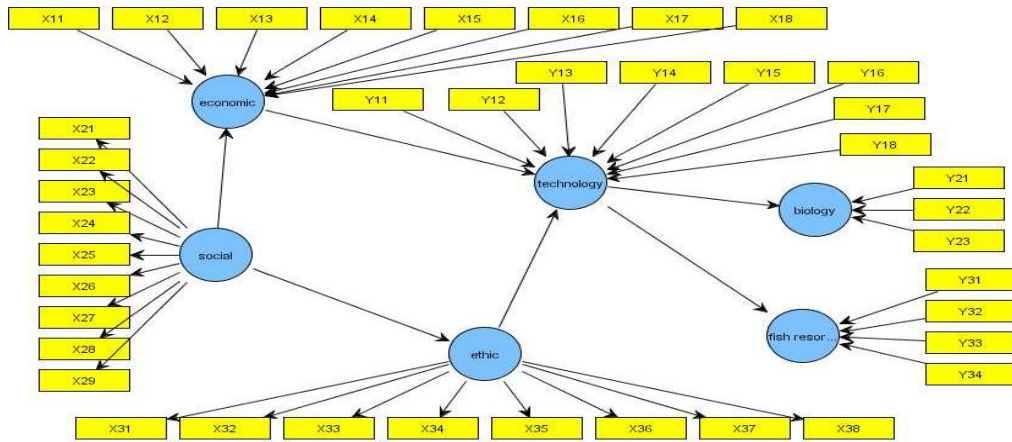 X11
X12
X13
X14
X15
X16
X17
X18
economic
Y11
Y12
Y13
Y14
Y15
Y16
Y17
Y18
technology
X21
X22
X23
X24
X25
X26
X27
X28
X29
social
biology
Y21
Y22
Y23
fish resor...
Y31
Y32
Y33
Y34
ethic
X31
X32
X33
X34
X35
X36
X37
X38